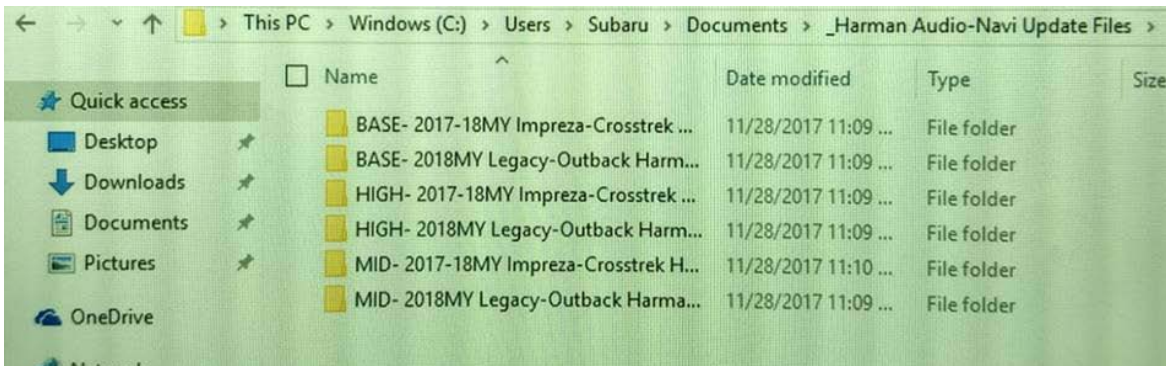 This PC > Windows (C:) > Users > Subaru > Documents > _Harman Audio-Navi Update Files >
Name Date modified Type Size
Quick access
Desktop
Downloads
Documents
Pictures
OneDrive
BASE- 2017-18MY Impreza-Crosstrek ... 11/28/2017 11:09 ... File folder
BASE- 2018MY Legacy-Outback Harm... 11/28/2017 11:09 ... File folder
HIGH- 2017-18MY Impreza-Crosstrek ... 11/28/2017 11:09 ... File folder
HIGH- 2018MY Legacy-Outback Harm... 11/28/2017 11:09 ... File folder
MID- 2017-18MY Impreza-Crosstrek H... 11/28/2017 11:10 ... File folder
MID- 2018MY Legacy-Outback Harma... 11/28/2017 11:09 ... File folder